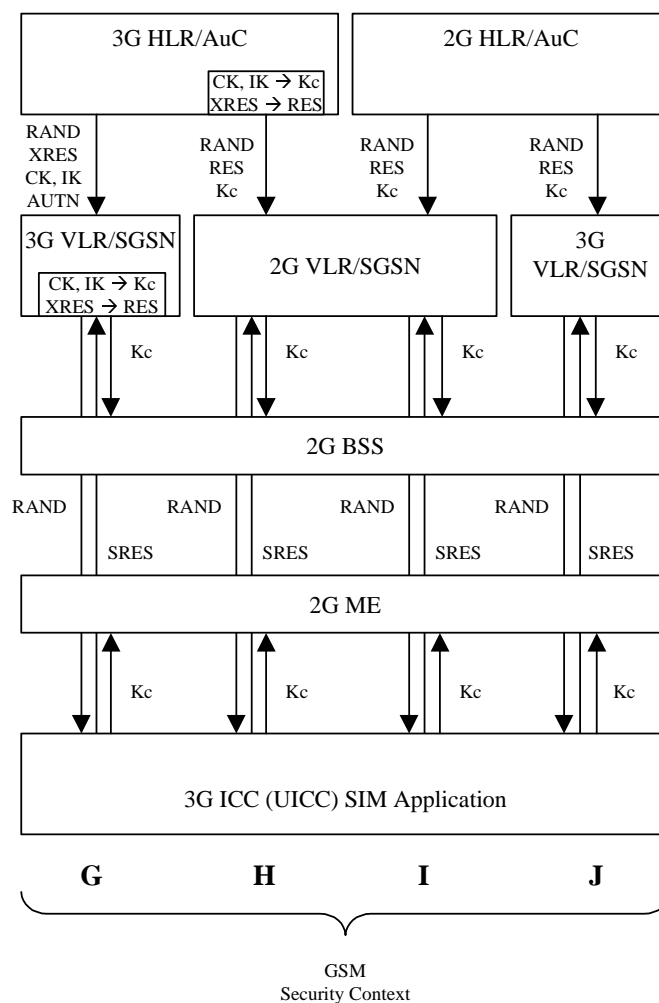 3G HLR/AuC
CK, IK → Kc
XRES → RES
2G HLR/AuC
RAND
XRES
CK, IK
AUTN
RAND
RES
Kc
RAND
RES
Kc
RAND
RES
Kc
3G VLR/SGSN
CK, IK → Kc
XRES → RES
2G VLR/SGSN
3G
VLR/SGSN
Kc
Kc
Kc
Kc
2G BSS
RAND
RAND
RAND
RAND
SRES
SRES
SRES
SRES
2G ME
Kc
Kc
Kc
Kc
3G ICC (UICC) SIM Application
G
H
I
J
GSM
Security Context